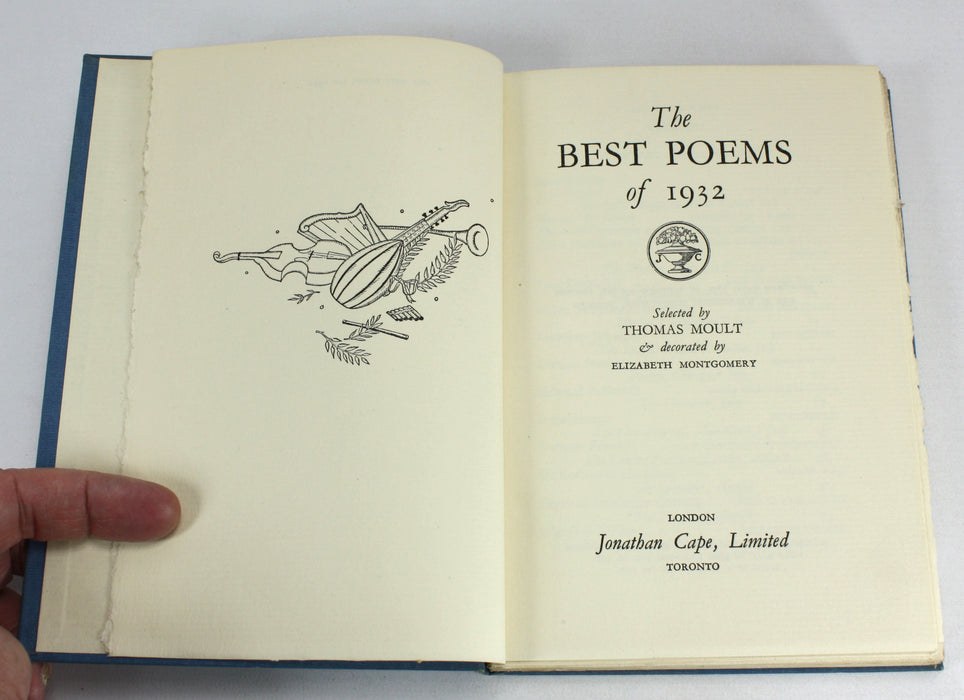 The
BEST POEMS
of 1932
J C
Selected by
THOMAS MOULT
& decorated by
ELIZABETH MONTGOMERY
LONDON
Jonathan Cape, Limited
TORONTO